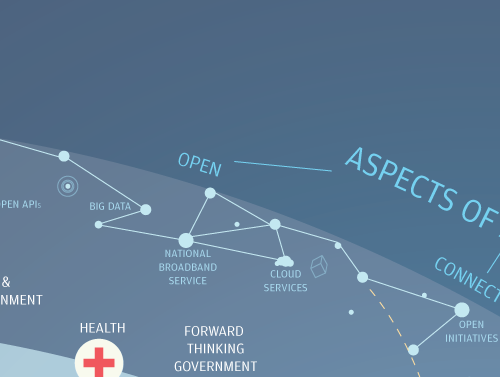 OPEN
ASPECTS OF
OPEN APIs
BIG DATA
NATIONAL
BROADBAND
SERVICE
CLOUD
SERVICES
CONNECT
OPEN
INITIATIVES
&
NMENT
HEALTH
FORWARD
THINKING
GOVERNMENT